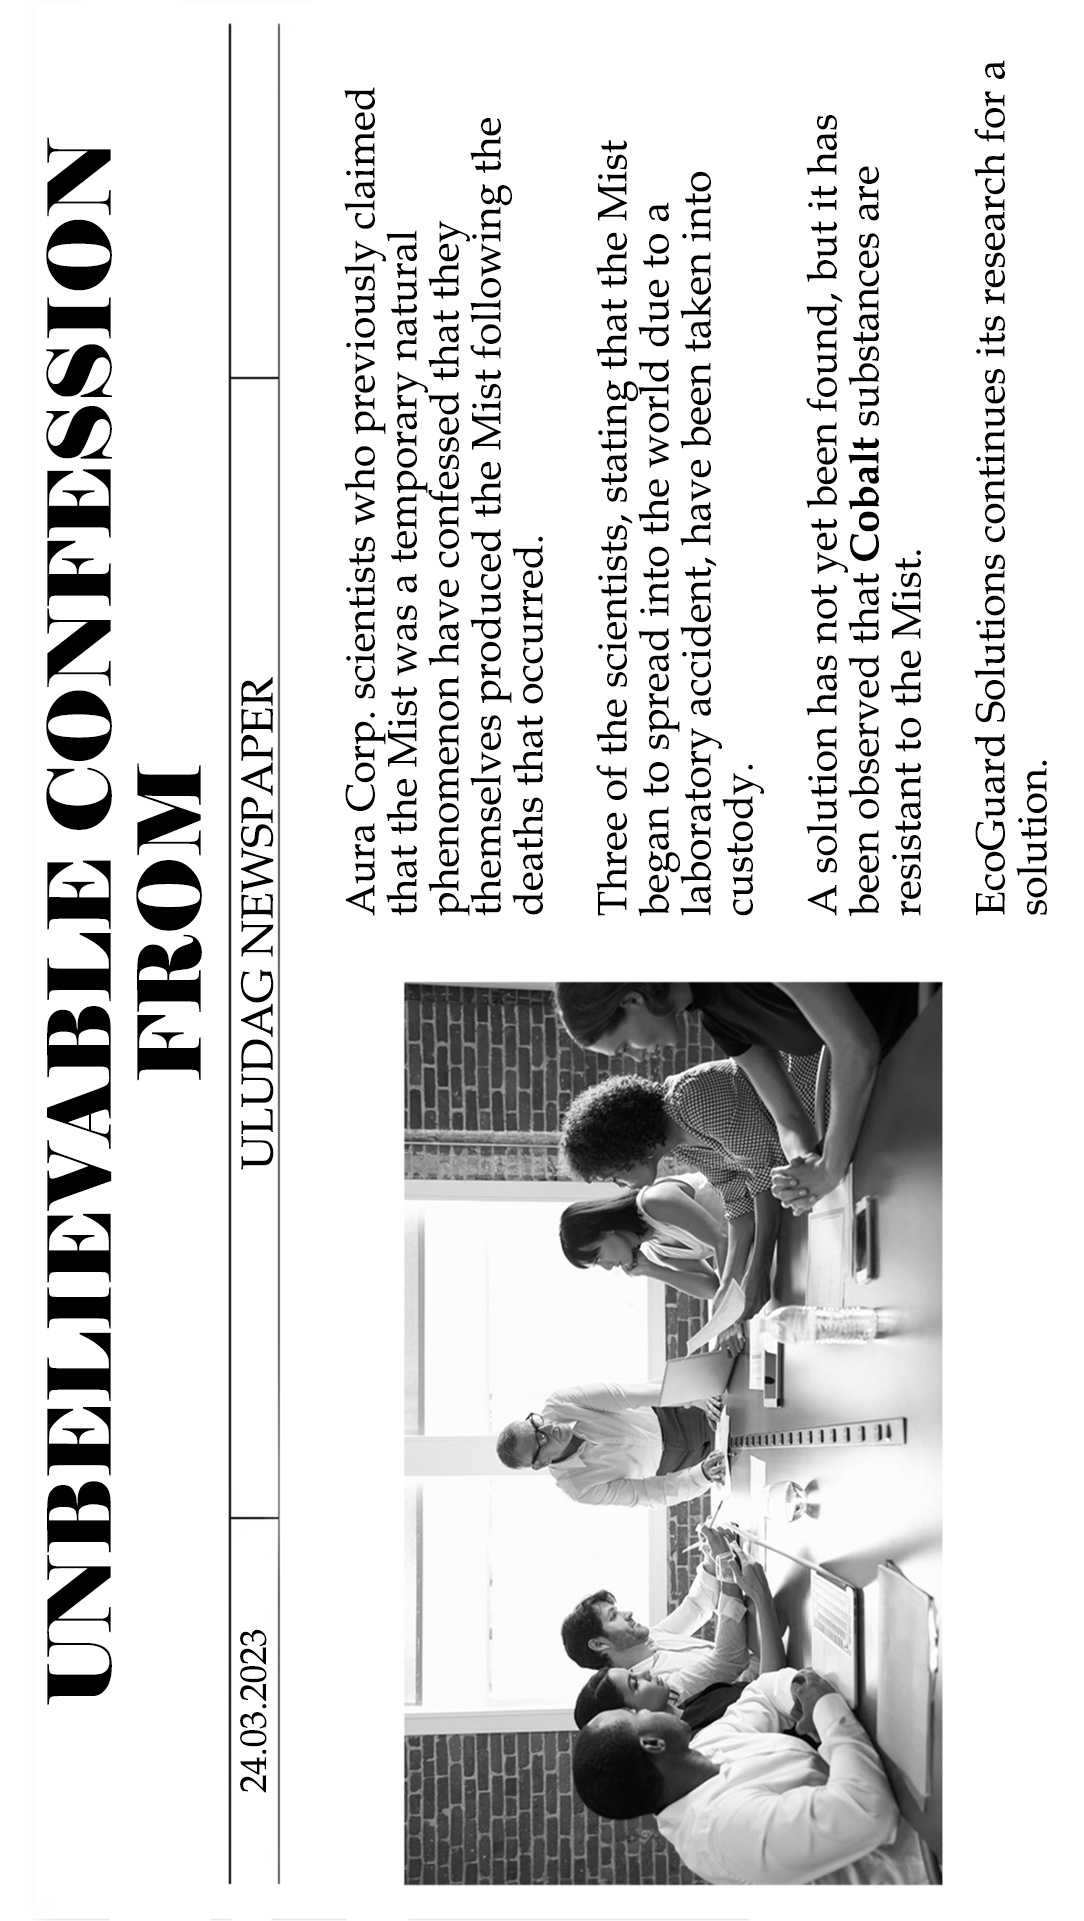 UNBELIEVABLE CONFESSION
FROM
24.03.2023
ULUDAG NEWSPAPER
Aura Corp. scientists who previously claimed
that the Mist was a temporary natural
phenomenon have confessed that they
themselves produced the Mist following the
deaths that occurred.
Three of the scientists, stating that the Mist
began to spread into the world due to a
laboratory accident, have been taken into
custody.
A solution has not yet been found, but it has
been observed that Cobalt substances are
resistant to the Mist.
EcoGuard Solutions continues its research for a
solution.